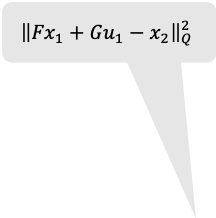 ‖Fx₁ + Gu₁ − x₂‖²_Q